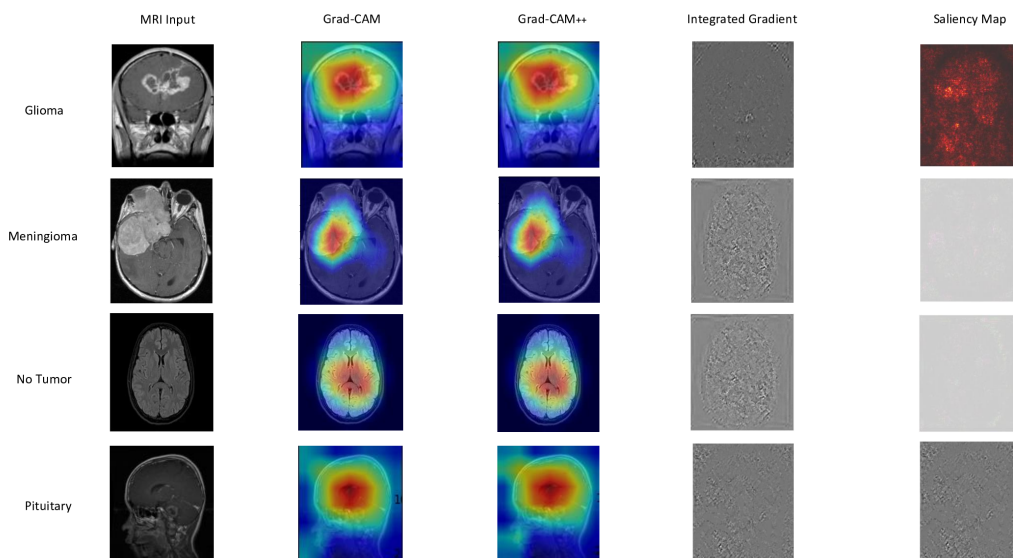 MRI Input Grad-CAM Grad-CAM++ Integrated Gradient Saliency Map
Glioma
Meningioma
No Tumor
Pituitary